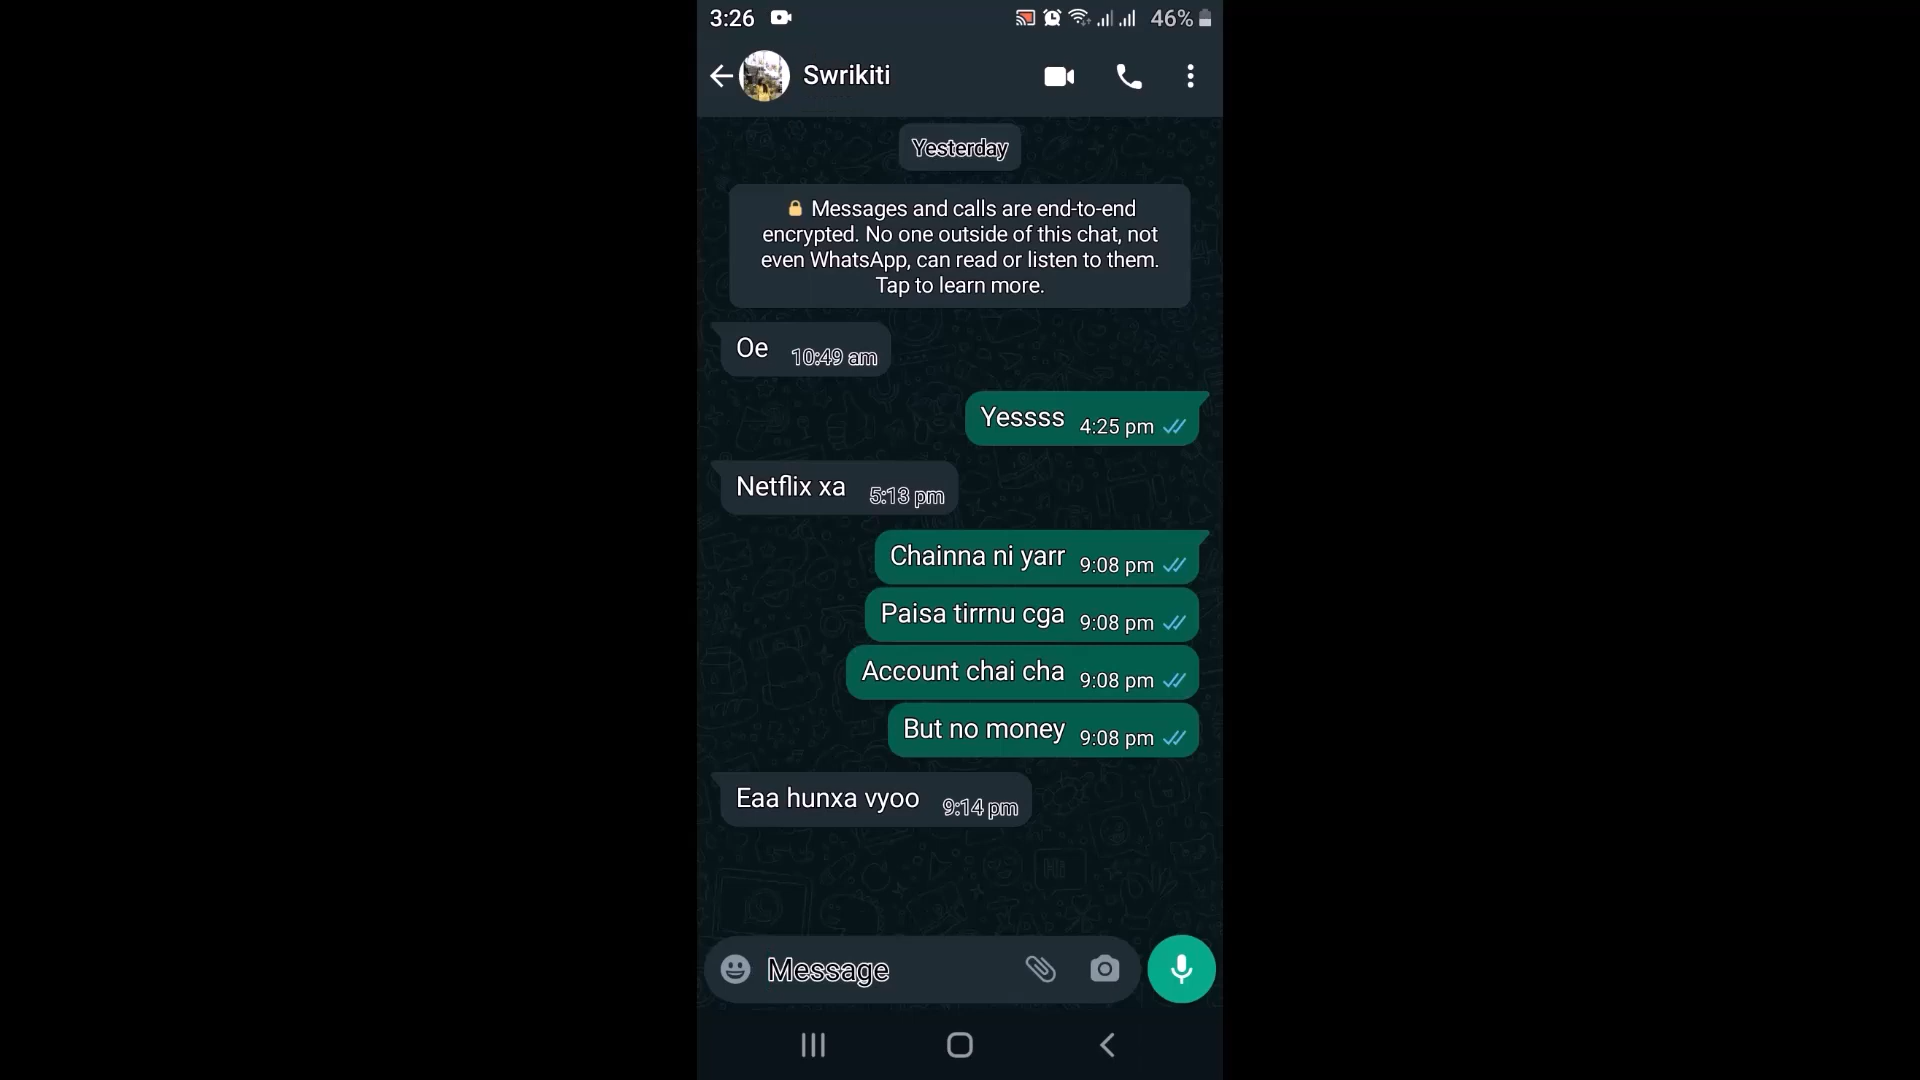 3:26
46%
Swrikiti
Yesterday
Messages and calls are end-to-end
encrypted. No one outside of this chat, not
even WhatsApp, can read or listen to them.
Tap to learn more.
Oe 10:49 am
Yessss 4:25 pm
Netflix xa 5:13 pm
Chainna ni yarr 9:08 pm
Paisa tirrnu cga 9:08 pm
Account chai cha 9:08 pm
But no money 9:08 pm
Eaa hunxa vyoo 9:14 pm
Hi
Message